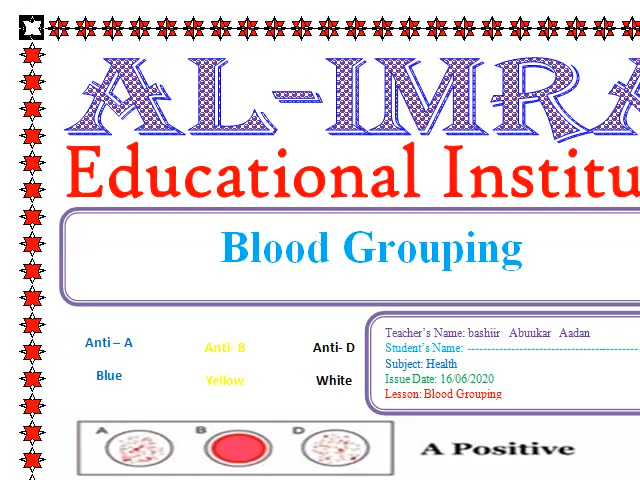 AL-IMRA
Educational Institu
Blood Grouping
Anti – A
Anti- B
Anti- D
Blue
Yellow
White
Teacher's Name: bashiir Abuukar Aadan
Student's Name: -------------------------------------------
Subject: Health
Issue Date: 16/06/2020
Lesson: Blood Grouping
A B D
A Positive